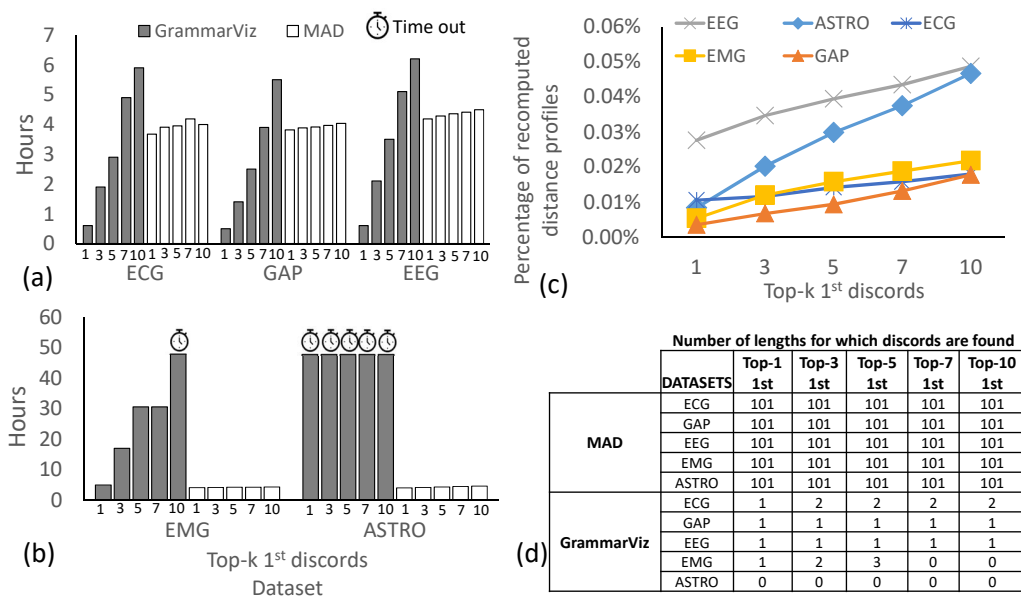 GrammarViz MAD Time out
7
6
5
4
3
2
1
0
Hours
1 3 5 7 10 1 3 5 7 10 1 3 5 7 10 1 3 5 7 10 1 3 5 7 10 1 3 5 7 10
ECG GAP EEG
(a)
60
50
40
30
20
10
0
Hours
1 3 5 7 10 1 3 5 7 10 1 3 5 7 10 1 3 5 7 10
EMG ASTRO
(b)
Top-k 1st discords
Dataset
EEG ASTRO ECG
EMG GAP
0.06%
0.05%
0.04%
0.03%
0.02%
0.01%
0.00%
Percentage of recomputed
distance profiles
1 3 5 7 10
Top-k 1st discords
(c)
Number of lengths for which discords are found
DATASETS Top-1 1st Top-3 1st Top-5 1st Top-7 1st Top-10 1st
MAD
ECG 101 101 101 101 101
GAP 101 101 101 101 101
EEG 101 101 101 101 101
EMG 101 101 101 101 101
ASTRO 101 101 101 101 101
GrammarViz
ECG 1 2 2 2 2
GAP 1 1 1 1 1
EEG 1 1 1 1 1
EMG 1 2 3 0 0
ASTRO 0 0 0 0 0
(d)